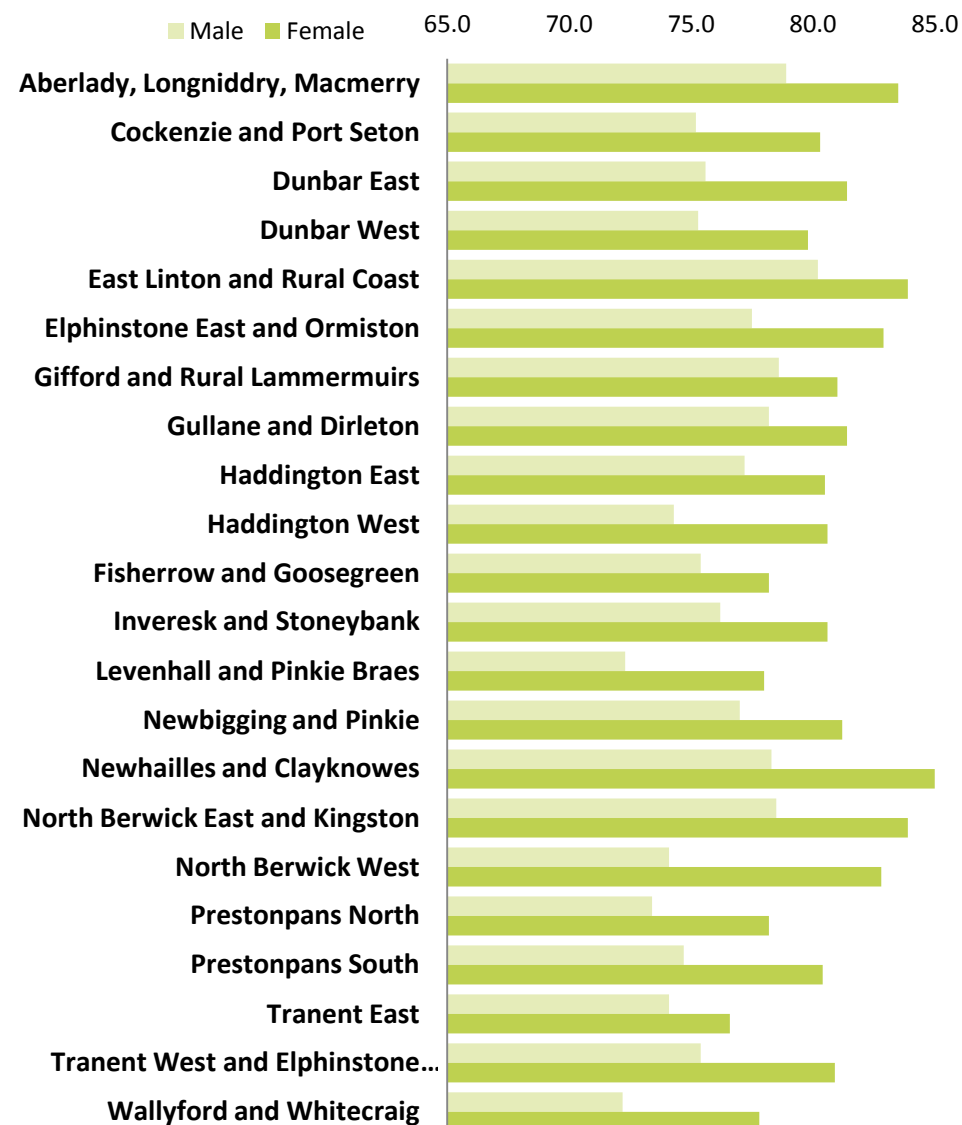 Male Female 65.0 70.0 75.0 80.0 85.0
Aberlady, Longniddry, Macmerry
Cockenzie and Port Seton
Dunbar East
Dunbar West
East Linton and Rural Coast
Elphinstone East and Ormiston
Gifford and Rural Lammermuirs
Gullane and Dirleton
Haddington East
Haddington West
Fisherrow and Goosegreen
Inveresk and Stoneybank
Levenhall and Pinkie Braes
Newbigging and Pinkie
Newhailles and Clayknowes
North Berwick East and Kingston
North Berwick West
Prestonpans North
Prestonpans South
Tranent East
Tranent West and Elphinstone...
Wallyford and Whitecraig